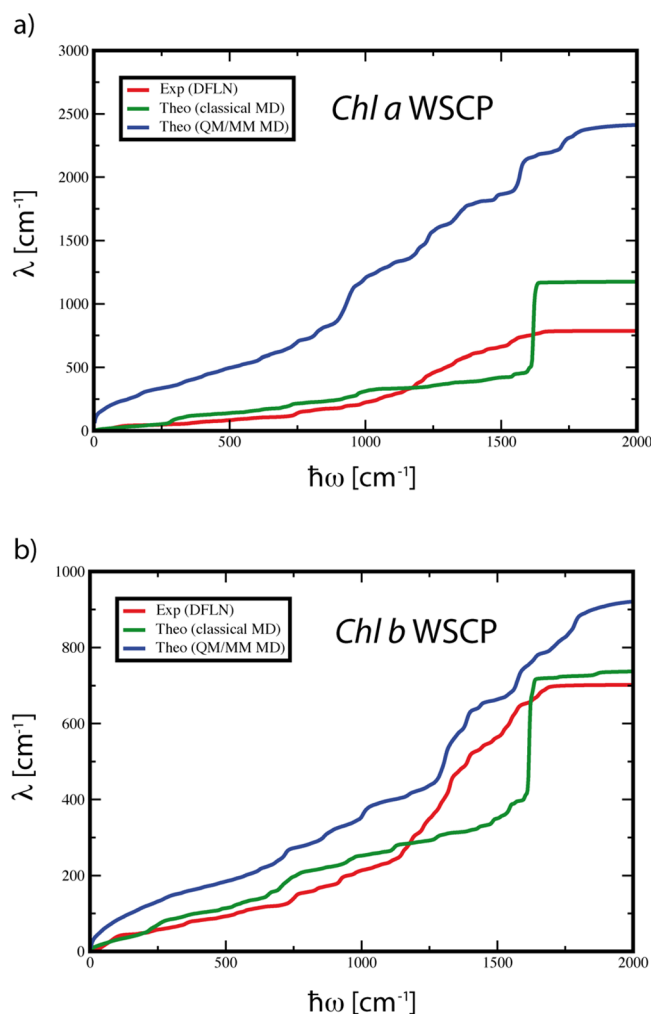 a)
3000
2500
2000
1500
1000
500
0
λ [cm⁻¹]
Exp (DFLN)
Theo (classical MD)
Theo (QM/MM MD)
Chl a WSCP
0 500 1000 1500 2000
ħω [cm⁻¹]
b)
1000
800
600
400
200
0
λ [cm⁻¹]
Exp (DFLN)
Theo (classical MD)
Theo (QM/MM MD)
Chl b WSCP
0 500 1000 1500 2000
ħω [cm⁻¹]